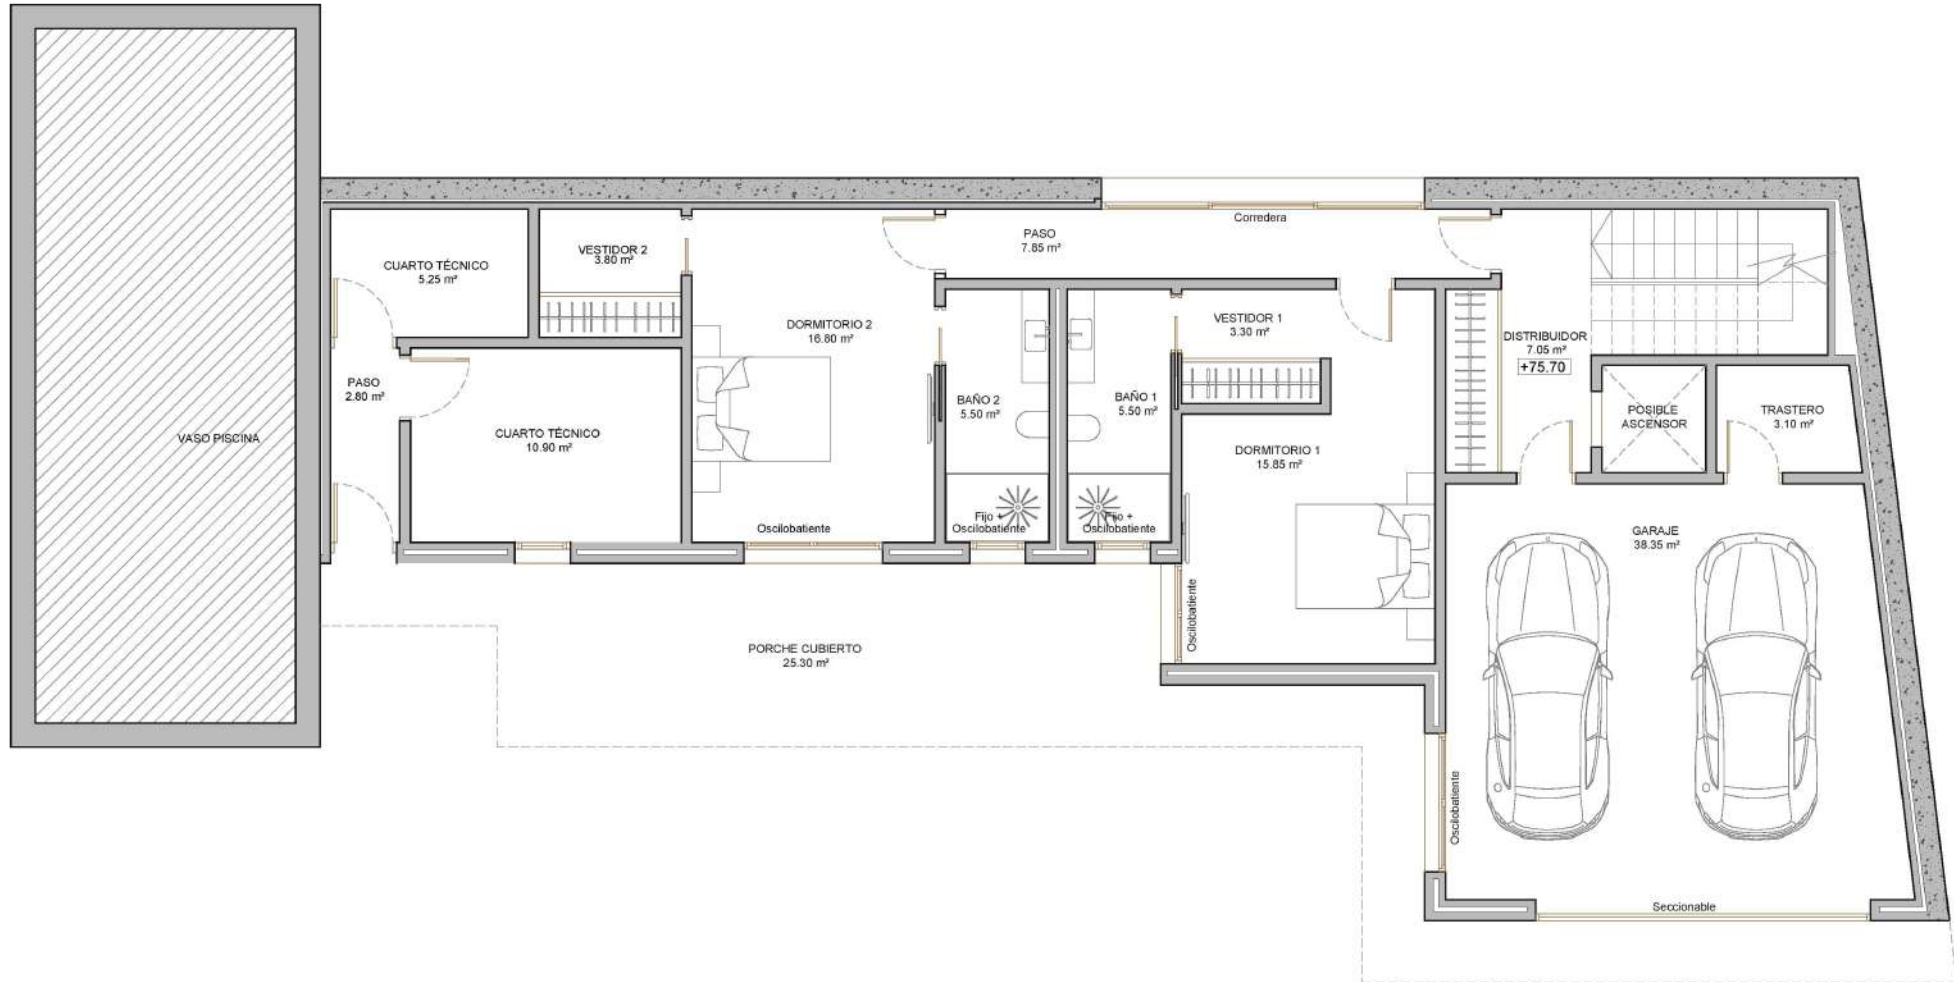 Corredera
PASO
7.85 m²
VESTIDOR 2
3.80 m²
CUARTO TÉCNICO
5.25 m²
DORMITORIO 2
16.80 m²
VESTIDOR 1
3.30 m²
DISTRIBUIDOR
7.05 m²
+75.70
PASO
2.80 m²
BAÑO 2
5.50 m²
BAÑO 1
5.50 m²
POSIBLE
ASCENSOR
TRASTERO
3.10 m²
VASO PISCINA
CUARTO TÉCNICO
10.90 m²
DORMITORIO 1
15.85 m²
Oscilobatiente
Fijo +
Oscilobatiente
Fijo +
Oscilobatiente
GARAJE
38.35 m²
Oscilobatiente
PORCHE CUBIERTO
25.30 m²
Oscilobatiente
Seccionable